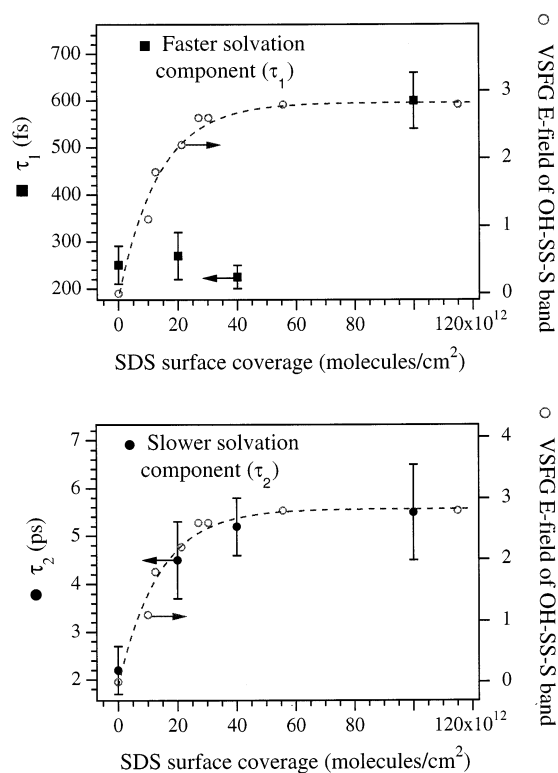 ■ Faster solvation
component (τ1)
700
600
500
400
300
200
■ τ1 (fs)
3
2
1
0
○ VSFG E-field of OH-SS-S band
0 20 40 60 80 100 120x10^12
SDS surface coverage (molecules/cm^2)
● Slower solvation
component (τ2)
7
6
5
4
3
2
● τ2 (ps)
4
3
2
1
0
○ VSFG E-field of OH-SS-S band
0 20 40 60 80 100 120x10^12
SDS surface coverage (molecules/cm^2)